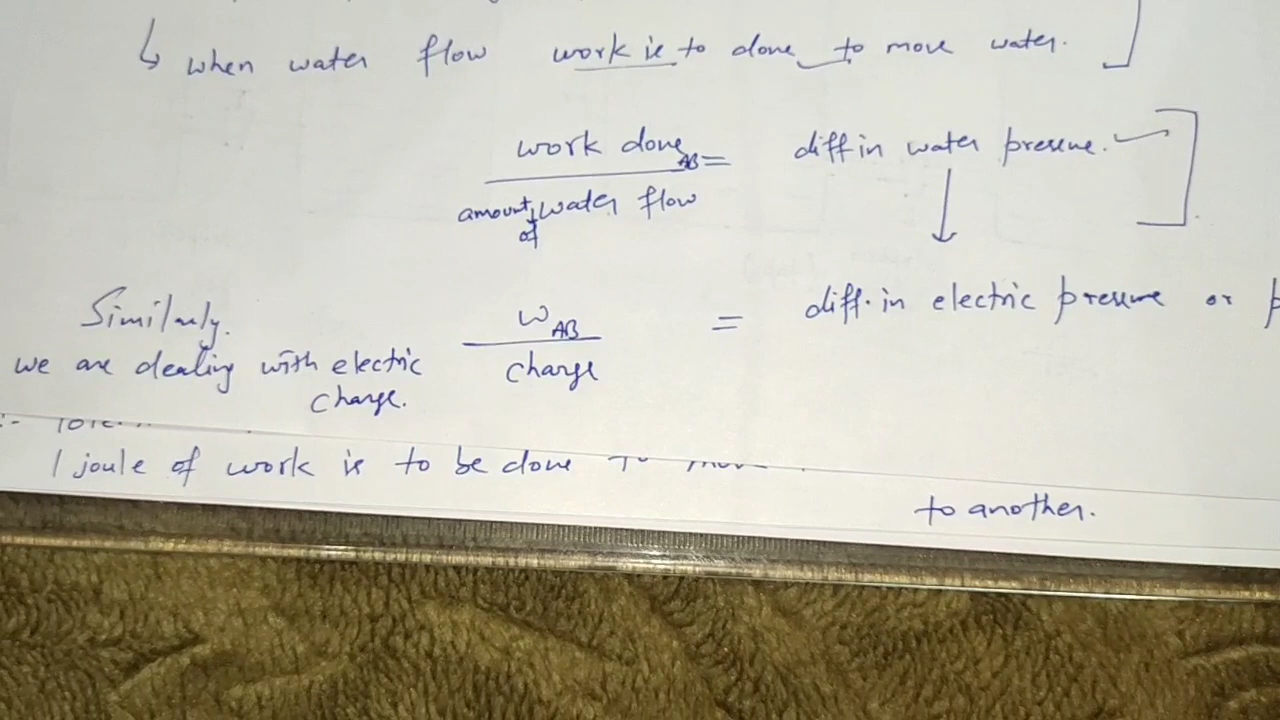 ↳ when water flow work is to done to move water.
work done AB = diff in water pressure.
amount of water flow
Similarly. W AB = diff. in electric pressure or
we are dealing with electric charge
charge.
1 joule of work is to be done
to another.